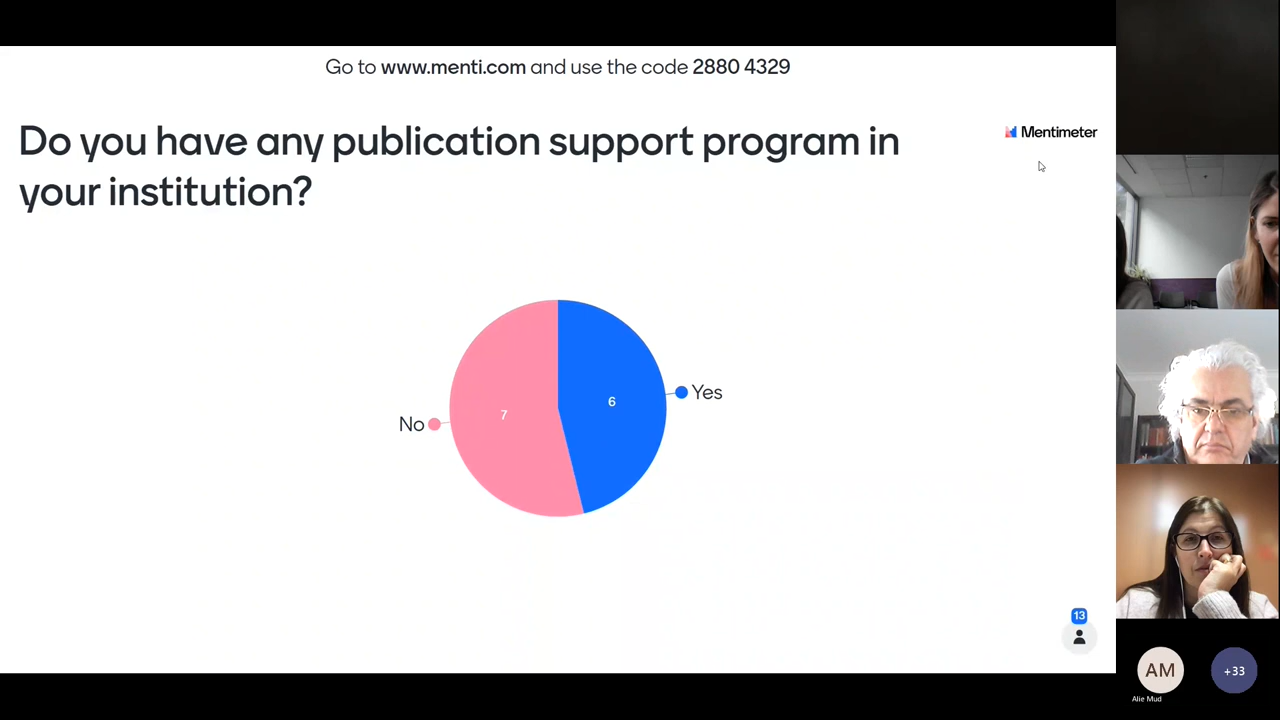 Go to www.menti.com and use the code 2880 4329
Do you have any publication support program in
your institution?
Mentimeter
No
7
6
Yes
13
AM
+33
Alie Mud